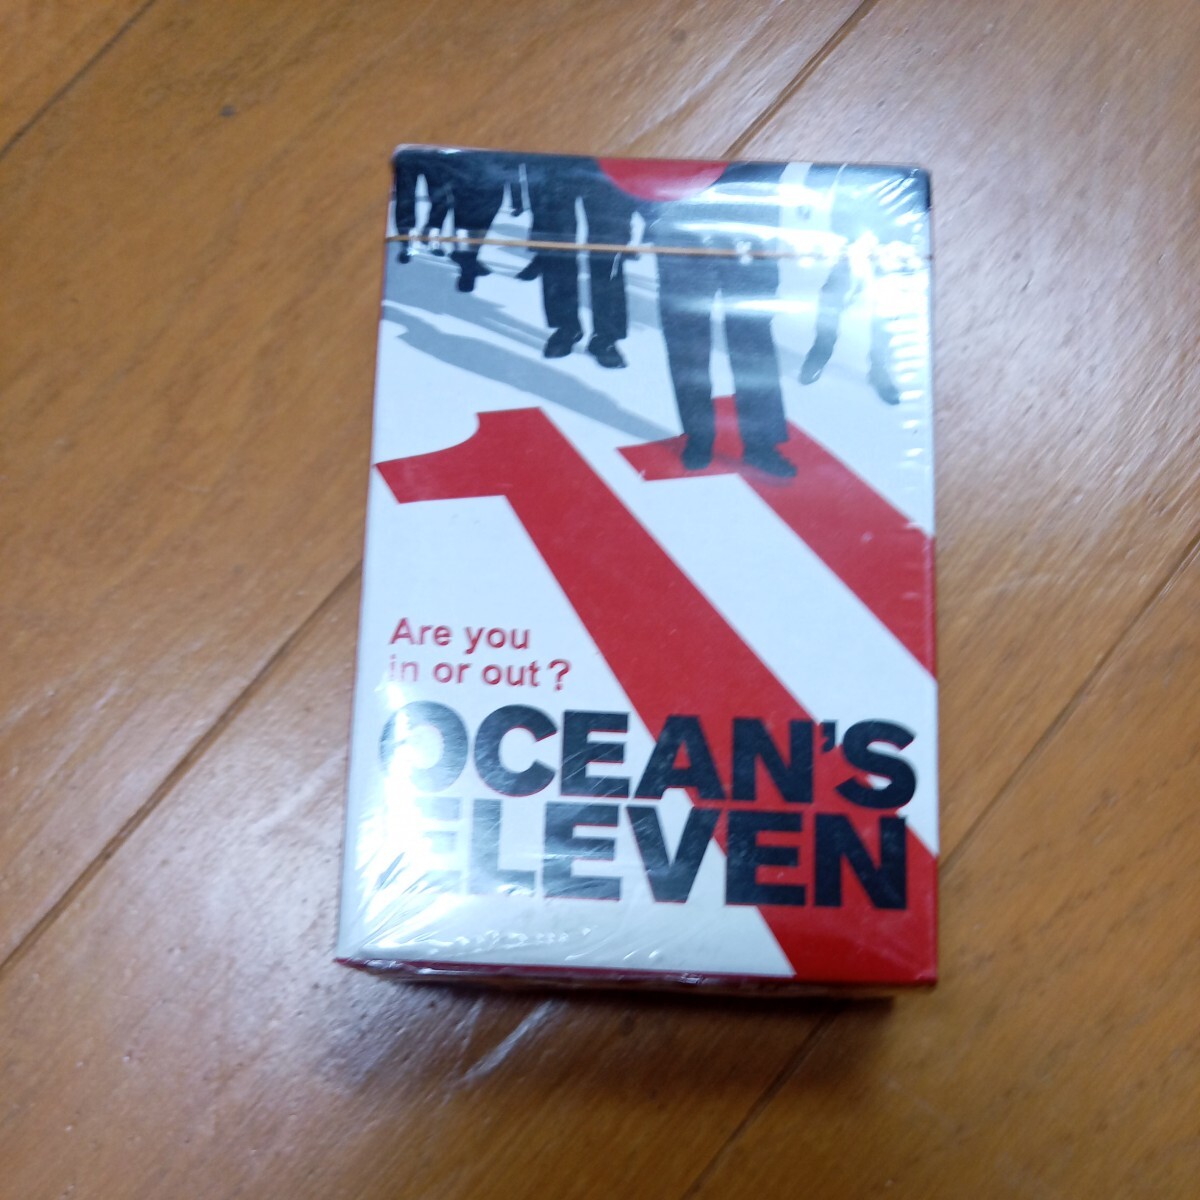 Are you
in or out?
OCEAN'S
ELEVEN